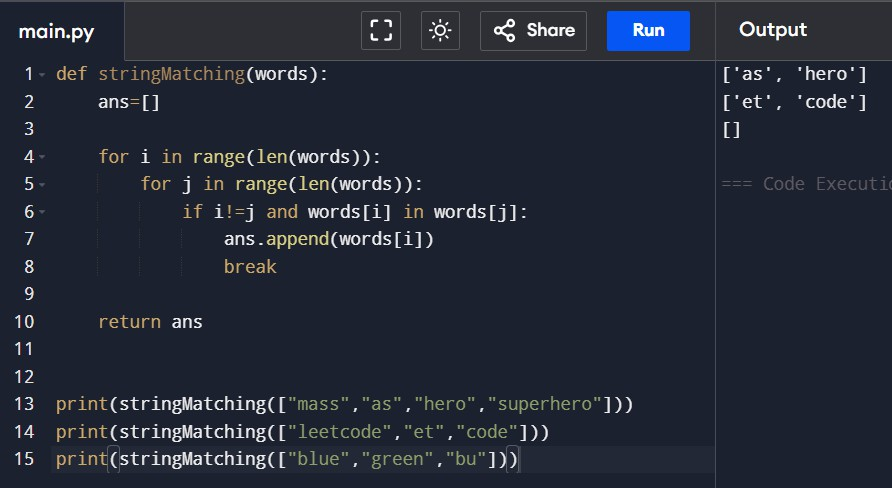 main.py
Share
Run
Output
1 def stringMatching(words):
2     ans=[]
3
4     for i in range(len(words)):
5         for j in range(len(words)):
6             if i!=j and words[i] in words[j]:
7                 ans.append(words[i])
8                 break
9
10     return ans
11
12
13 print(stringMatching(["mass","as","hero","superhero"]))
14 print(stringMatching(["leetcode","et","code"]))
15 print(stringMatching(["blue","green","bu"]))
['as', 'hero']
['et', 'code']
[]
=== Code Executi